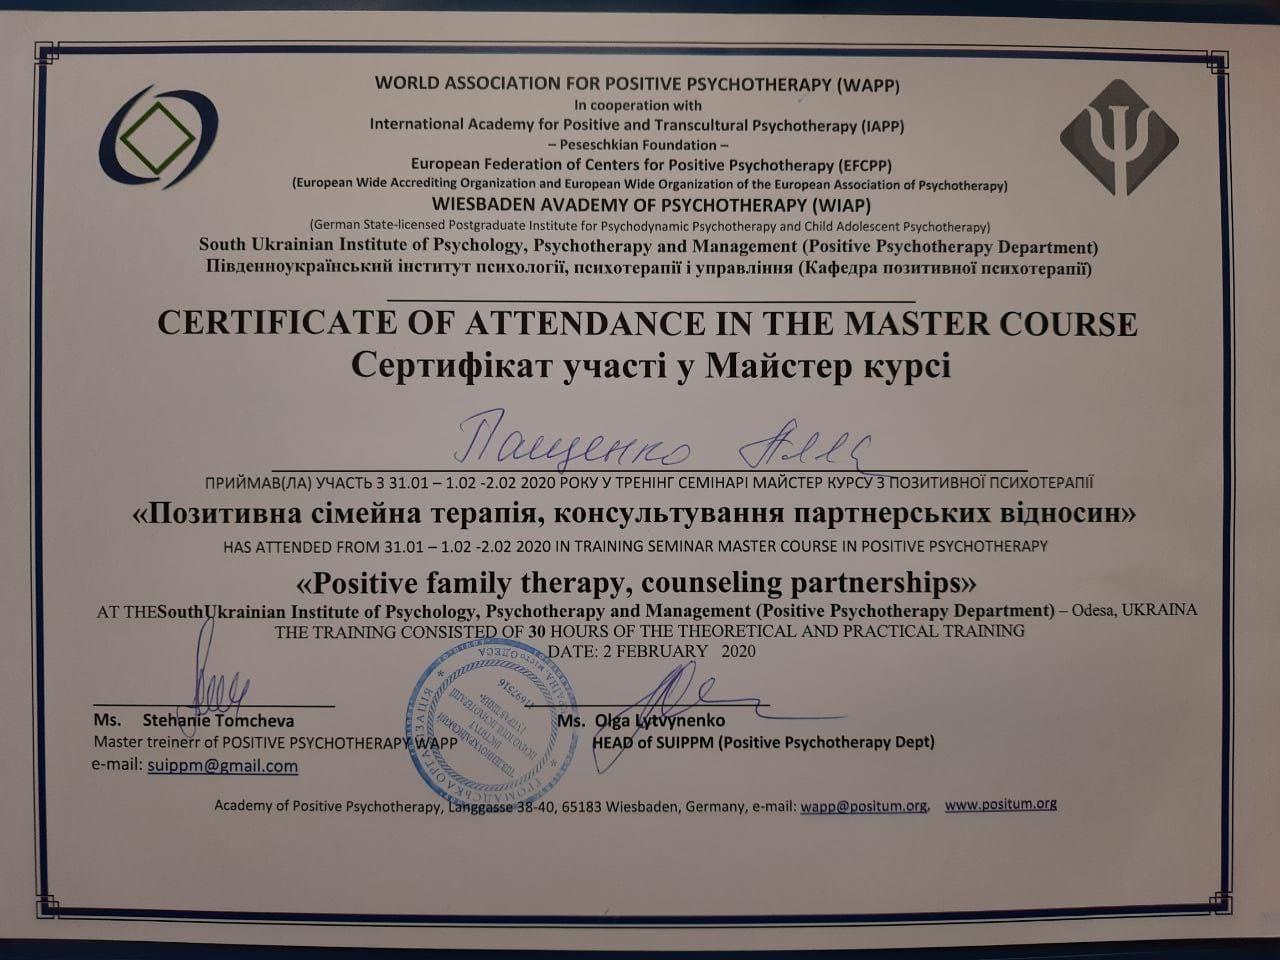 WORLD ASSOCIATION FOR POSITIVE PSYCHOTHERAPY (WAPP)
In cooperation with
International Academy for Positive and Transcultural Psychotherapy (IAPP)
– Peseschkian Foundation –
European Federation of Centers for Positive Psychotherapy (EFCPP)
(European Wide Accrediting Organization and European Wide Organization of the European Association of Psychotherapy)
WIESBADEN AVADEMY OF PSYCHOTHERAPY (WIAP)
(German State-licensed Postgraduate Institute for Psychodynamic Psychotherapy and Child Adolescent Psychotherapy)
South Ukrainian Institute of Psychology, Psychotherapy and Management (Positive Psychotherapy Department)
Південноукраїнський інститут психології, психотерапії і управління (Кафедра позитивної психотерапії)
CERTIFICATE OF ATTENDANCE IN THE MASTER COURSE
Сертифікат участі у Майстер курсі
Пащенко Алла
ПРИЙМАВ(ЛА) УЧАСТЬ З 31.01 – 1.02 -2.02 2020 РОКУ У ТРЕНІНГ СЕМІНАРІ МАЙСТЕР КУРСУ З ПОЗИТИВНОЇ ПСИХОТЕРАПІЇ
«Позитивна сімейна терапія, консультування партнерських відносин»
HAS ATTENDED FROM 31.01 – 1.02 -2.02 2020 IN TRAINING SEMINAR MASTER COURSE IN POSITIVE PSYCHOTHERAPY
«Positive family therapy, counseling partnerships»
AT THESouthUkrainian Institute of Psychology, Psychotherapy and Management (Positive Psychotherapy Department) – Odesa, UKRAINA
THE TRAINING CONSISTED OF 30 HOURS OF THE THEORETICAL AND PRACTICAL TRAINING
DATE: 2 FEBRUARY 2020
Ms. Stehanie Tomcheva
Master treinerr of POSITIVE PSYCHOTHERAPY WAPP
e-mail: suippm@gmail.com
Ms. Olga Lytvynenko
HEAD of SUIPPM (Positive Psychotherapy Dept)
Academy of Positive Psychotherapy, Langgasse 38-40, 65183 Wiesbaden, Germany, e-mail: wapp@positum.org, www.positum.org